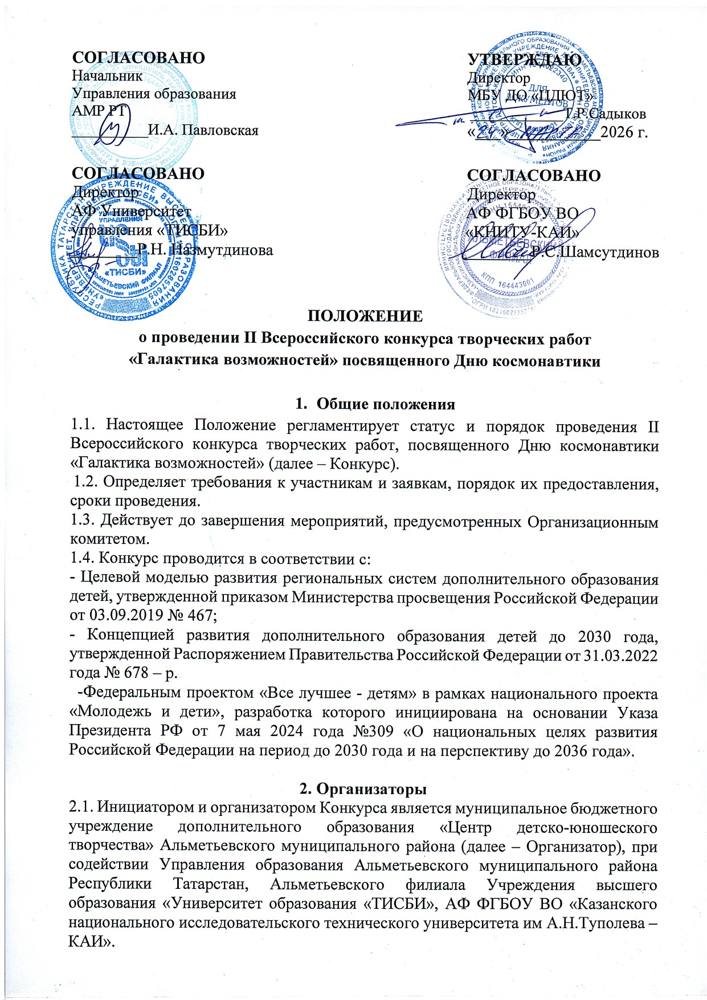 СОГЛАСОВАНО
Начальник
Управления образования
АМР РТ
__________И.А. Павловская
УТВЕРЖДАЮ
Директор
МБУ ДО «ЦДЮТ»
Т.Р.Садыков
2026 г.
ДЛЯ
ДОКУМЕНТОВ
СОГЛАСОВАНО
Директор
АФ Университет
управления «ТИСБИ»
Р.Н. Назмутдинова
«ТИСБИ»
АЛЬМЕТЬЕВСКИЙ ФИЛИАЛ
СОГЛАСОВАНО
Директор
АФ ФГБОУ ВО
«КНИТУ-КАИ»
Р.С.Шамсутдинов
АЛЬМЕТЬЕВСКИЙ
ФИЛИАЛ
КПП 164443001
ПОЛОЖЕНИЕ
о проведении II Всероссийского конкурса творческих работ
«Галактика возможностей» посвященного Дню космонавтики
1. Общие положения
1.1. Настоящее Положение регламентирует статус и порядок проведения II
Всероссийского конкурса творческих работ, посвященного Дню космонавтики
«Галактика возможностей» (далее – Конкурс).
1.2. Определяет требования к участникам и заявкам, порядок их предоставления,
сроки проведения.
1.3. Действует до завершения мероприятий, предусмотренных Организационным
комитетом.
1.4. Конкурс проводится в соответствии с:
- Целевой моделью развития региональных систем дополнительного образования
детей, утвержденной приказом Министерства просвещения Российской Федерации
от 03.09.2019 № 467;
- Концепцией развития дополнительного образования детей до 2030 года,
утвержденной Распоряжением Правительства Российской Федерации от 31.03.2022
года № 678 – р.
-Федеральным проектом «Все лучшее - детям» в рамках национального проекта
«Молодежь и дети», разработка которого инициирована на основании Указа
Президента РФ от 7 мая 2024 года №309 «О национальных целях развития
Российской Федерации на период до 2030 года и на перспективу до 2036 года».
2. Организаторы
2.1. Инициатором и организатором Конкурса является муниципальное бюджетного
учреждение дополнительного образования «Центр детско-юношеского
творчества» Альметьевского муниципального района (далее – Организатор), при
содействии Управления образования Альметьевского муниципального района
Республики Татарстан, Альметьевского филиала Учреждения высшего
образования «Университет образования «ТИСБИ», АФ ФГБОУ ВО «Казанского
национального исследовательского технического университета им А.Н.Туполева –
КАИ».